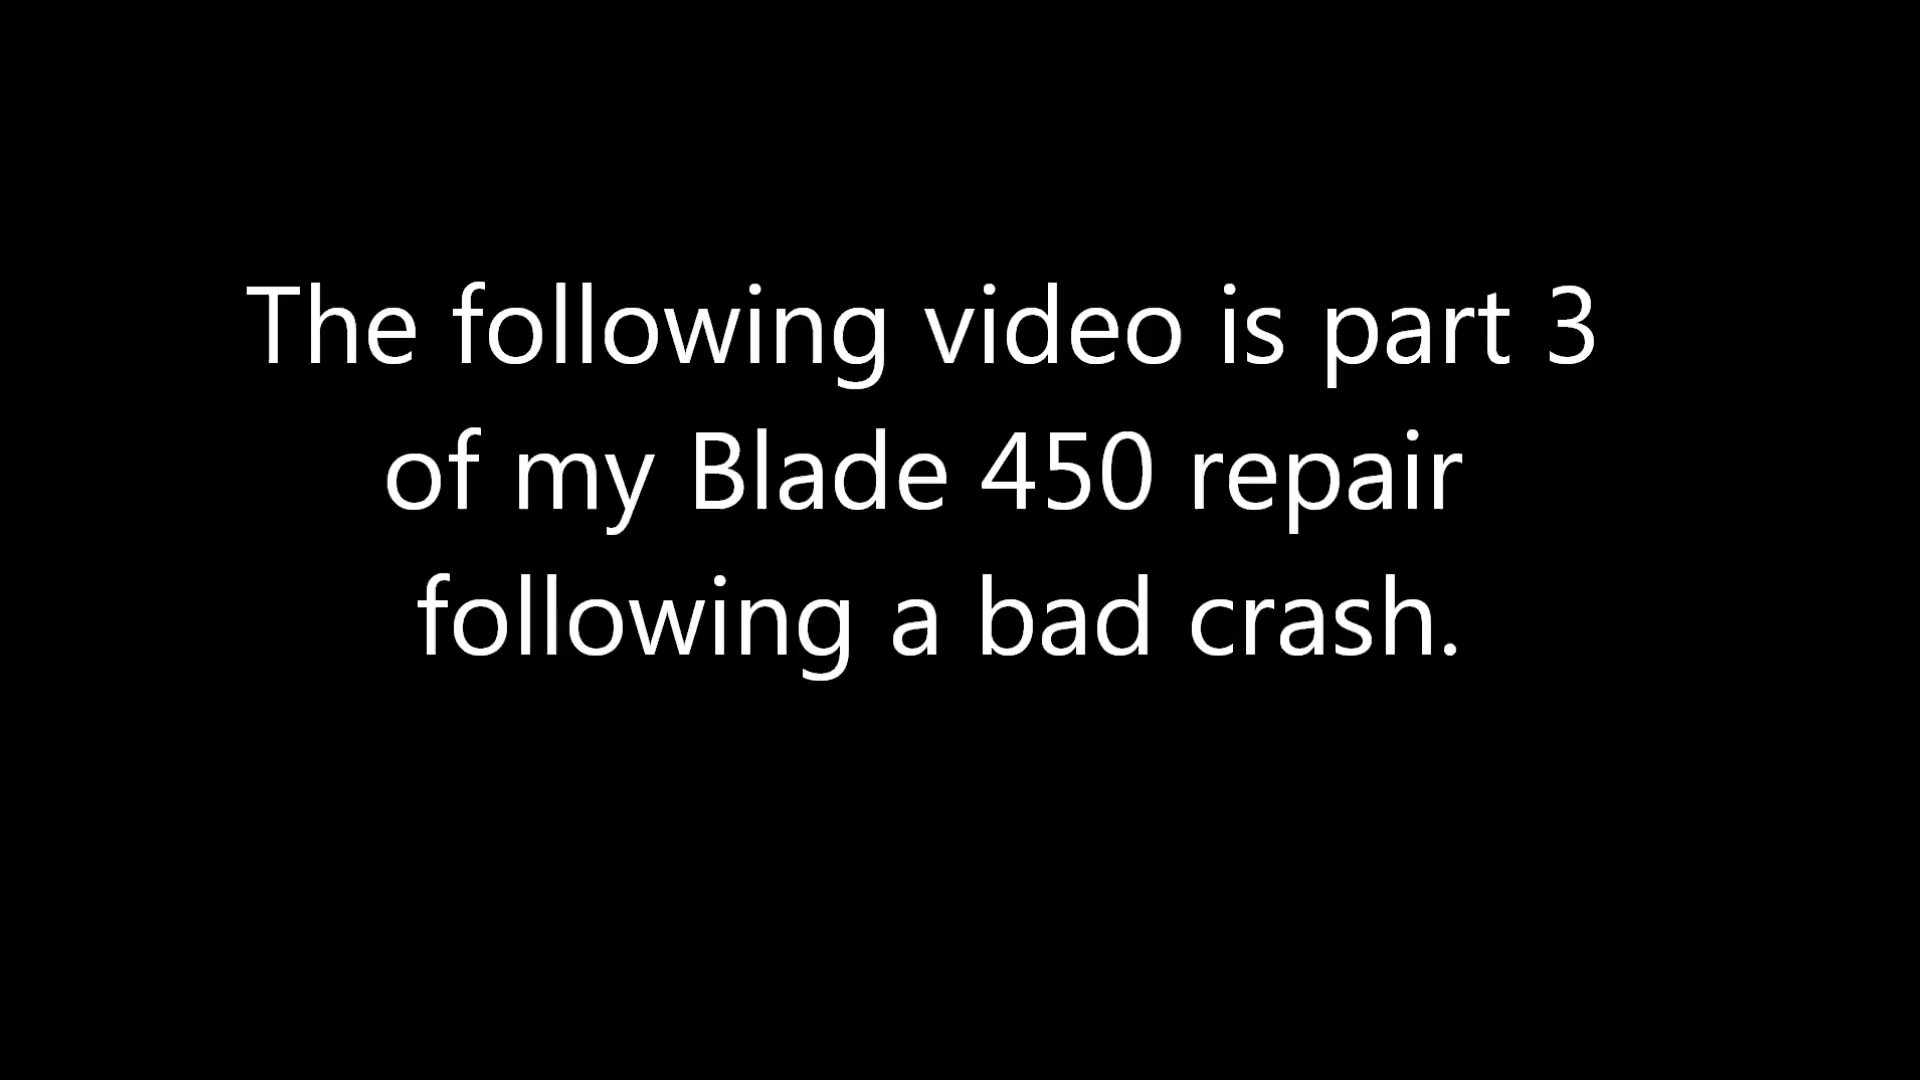 The following video is part 3
of my Blade 450 repair
following a bad crash.